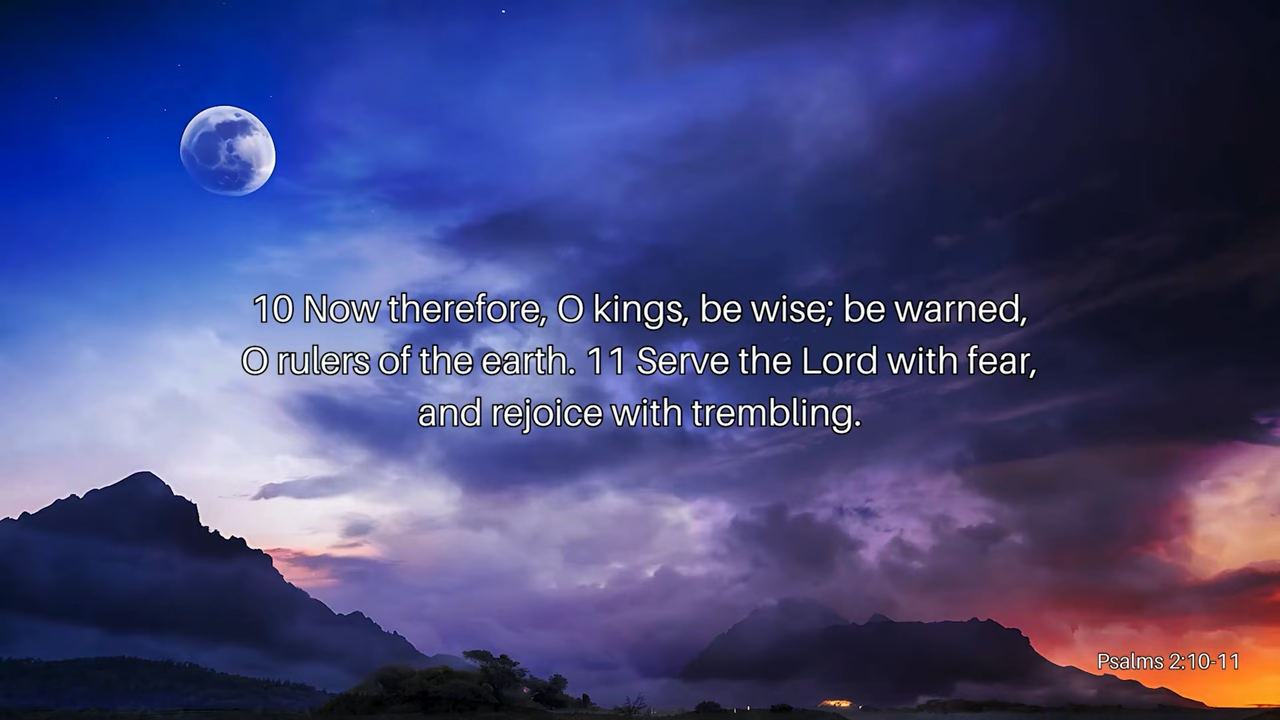 10 Now therefore, O kings, be wise; be warned,
O rulers of the earth. 11 Serve the Lord with fear,
and rejoice with trembling.
Psalms 2:10-11